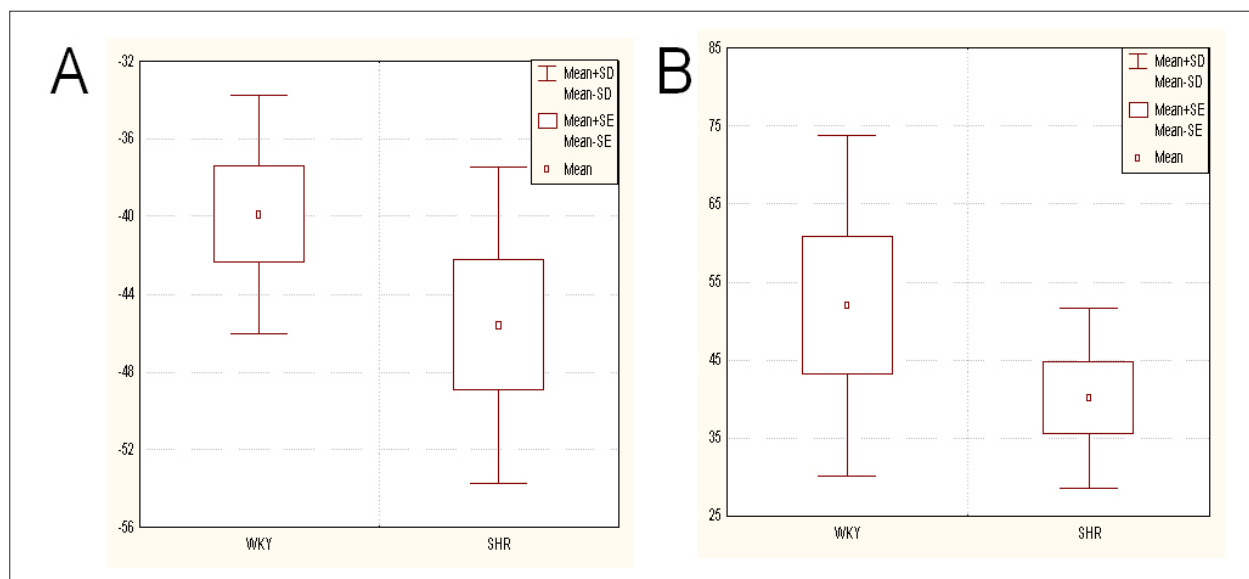 A
-32
-36
-40
-44
-48
-52
-56
WKY
SHR
Mean+SD
Mean-SD
Mean+SE
Mean-SE
Mean
B
85
75
65
55
45
35
25
WKY
SHR
Mean+SD
Mean-SD
Mean+SE
Mean-SE
Mean